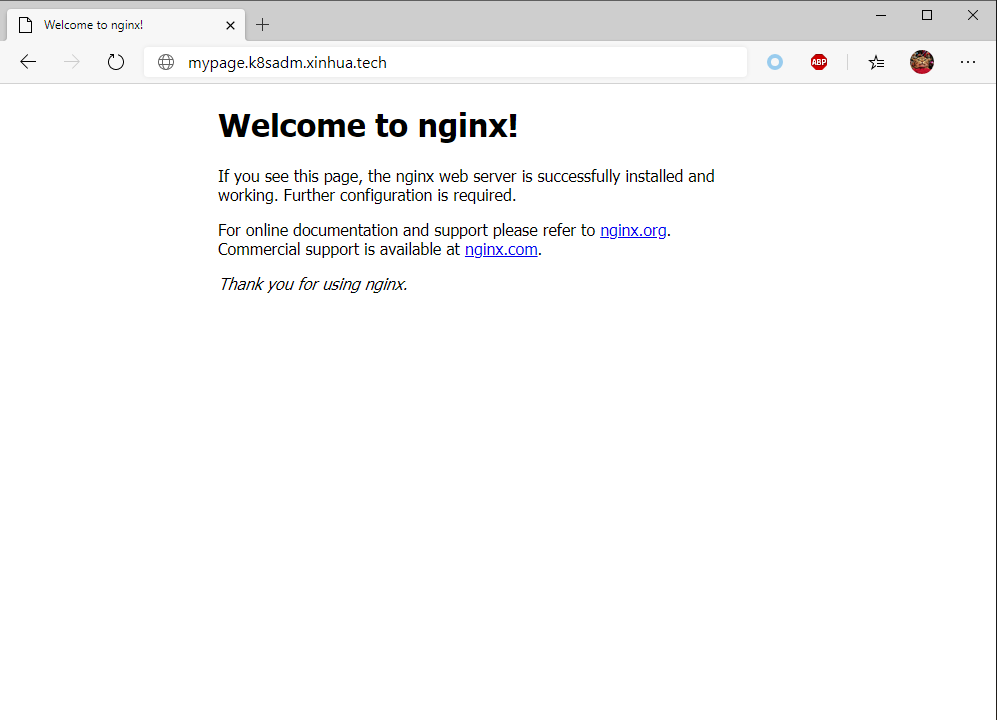 Welcome to nginx!
mypage.k8sadm.xinhua.tech
ABP
Welcome to nginx!
If you see this page, the nginx web server is successfully installed and
working. Further configuration is required.
For online documentation and support please refer to nginx.org.
Commercial support is available at nginx.com.
Thank you for using nginx.